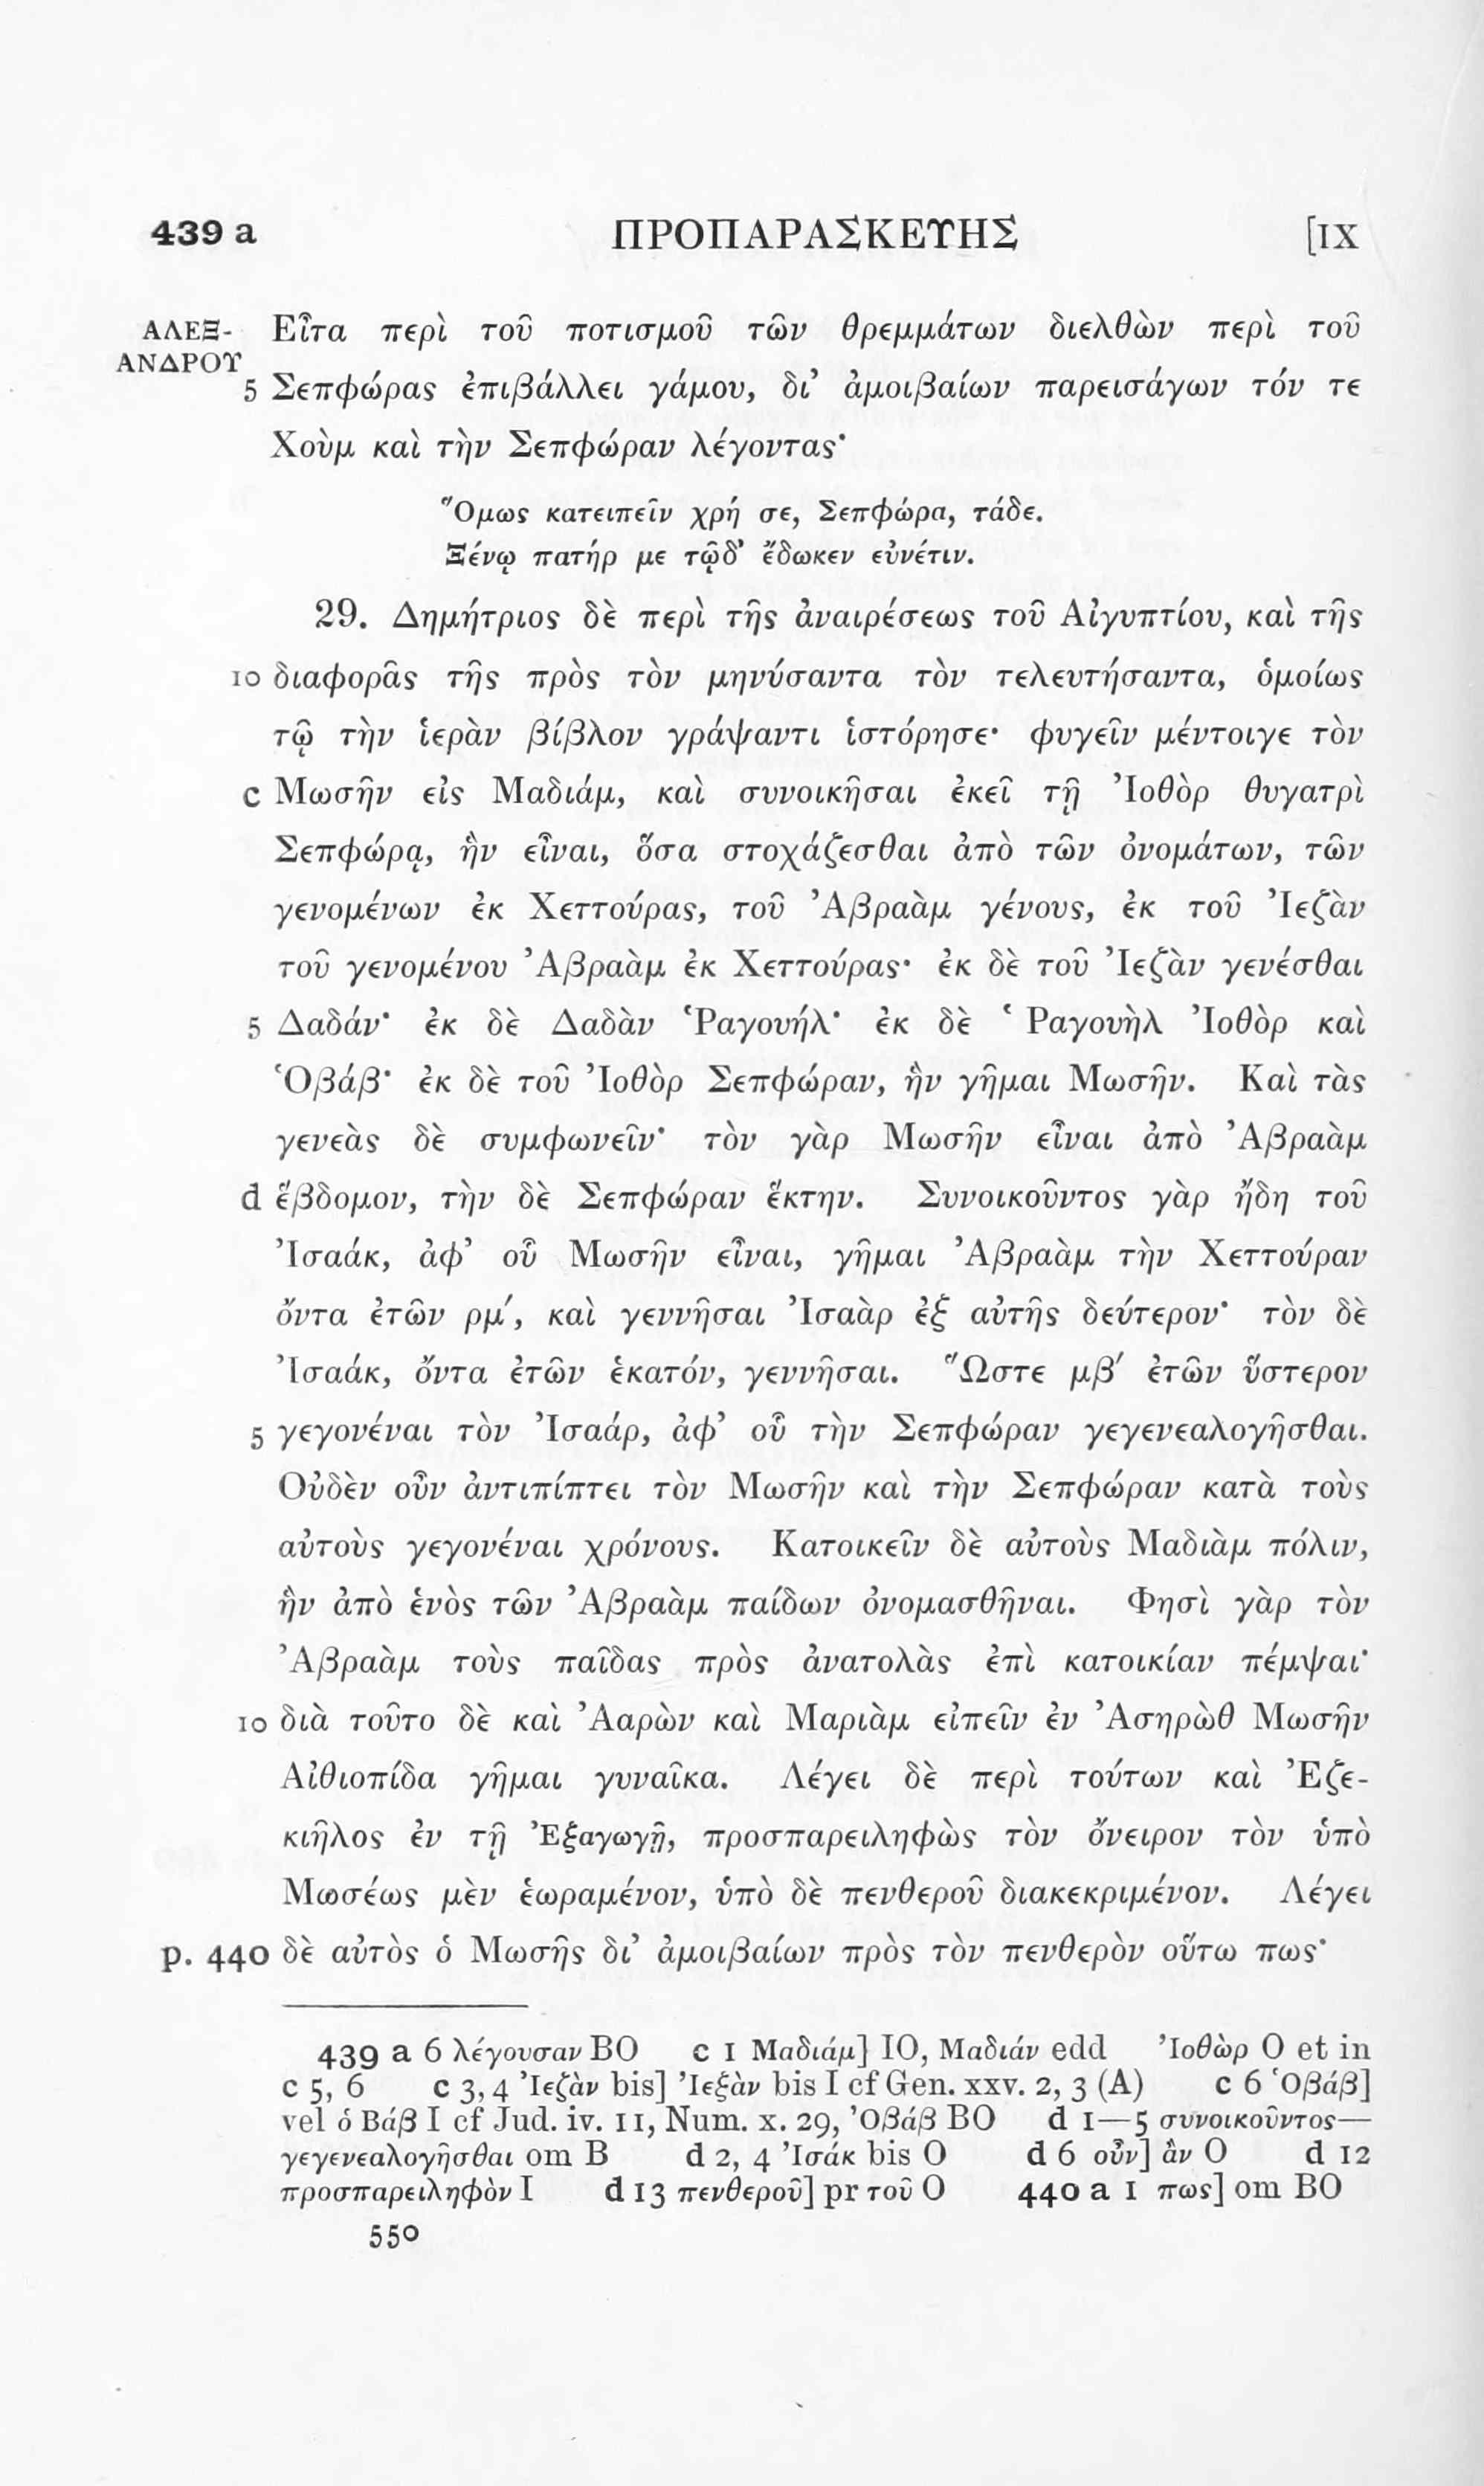 439 a ΠΡΟΠΑΡΑΣΚΕΥΗΣ [IX
ΑΛΕΞ- Εἶτα περὶ τοῦ ποτισμοῦ τῶν θρεμμάτων διελθὼν περὶ τοῦ
ΑΝΔΡΟΥ
5 Σεπφώρας ἐπιβάλλει γάμου, δι’ ἀμοιβαίων παρεισάγων τόν τε
Χοὺμ καὶ τὴν Σεπφώραν λέγοντας·
Ὅμως κατειπεῖν χρή σε, Σεπφώρα, τάδε.
Ξένῳ πατήρ με τῷδ’ ἔδωκεν εὐνέτιν.
29. Δημήτριος δὲ περὶ τῆς ἀναιρέσεως τοῦ Αἰγυπτίου, καὶ τῆς
10 διαφορᾶς τῆς πρὸς τὸν μηνύσαντα τὸν τελευτήσαντα, ὁμοίως
τῷ τὴν ἱερὰν βίβλον γράψαντι ἱστόρησε· φυγεῖν μέντοιγε τὸν
c Μωσῆν εἰς Μαδιάμ, καὶ συνοικῆσαι ἐκεῖ τῇ Ἰοθὸρ θυγατρὶ
Σεπφώρᾳ, ἣν εἶναι, ὅσα στοχάζεσθαι ἀπὸ τῶν ὀνομάτων, τῶν
γενομένων ἐκ Χεττούρας, τοῦ Ἀβραὰμ γένους, ἐκ τοῦ Ἰεζὰν
τοῦ γενομένου Ἀβραὰμ ἐκ Χεττούρας· ἐκ δὲ τοῦ Ἰεζὰν γενέσθαι
5 Δαδάν· ἐκ δὲ Δαδὰν Ῥαγουήλ· ἐκ δὲ Ῥαγουὴλ Ἰοθὸρ καὶ
Ὁβάβ· ἐκ δὲ τοῦ Ἰοθὸρ Σεπφώραν, ἣν γῆμαι Μωσῆν. Καὶ τὰς
γενεὰς δὲ συμφωνεῖν· τὸν γὰρ Μωσῆν εἶναι ἀπὸ Ἀβραὰμ
d ἕβδομον, τὴν δὲ Σεπφώραν ἕκτην. Συνοικοῦντος γὰρ ἤδη τοῦ
Ἰσαάκ, ἀφ’ οὗ Μωσῆν εἶναι, γῆμαι Ἀβραὰμ τὴν Χεττούραν
ὄντα ἐτῶν ρμ′, καὶ γεννῆσαι Ἰσαὰρ ἐξ αὐτῆς δεύτερον· τὸν δὲ
Ἰσαάκ, ὄντα ἐτῶν ἑκατόν, γεννῆσαι. Ὥστε μβ′ ἐτῶν ὕστερον
5 γεγονέναι τὸν Ἰσαάρ, ἀφ’ οὗ τὴν Σεπφώραν γεγενεαλογῆσθαι.
Οὐδὲν οὖν ἀντιπίπτει τὸν Μωσῆν καὶ τὴν Σεπφώραν κατὰ τοὺς
αὐτοὺς γεγονέναι χρόνους. Κατοικεῖν δὲ αὐτοὺς Μαδιὰμ πόλιν,
ἣν ἀπὸ ἑνὸς τῶν Ἀβραὰμ παίδων ὀνομασθῆναι. Φησὶ γὰρ τὸν
Ἀβραὰμ τοὺς παῖδας πρὸς ἀνατολὰς ἐπὶ κατοικίαν πέμψαι·
10 διὰ τοῦτο δὲ καὶ Ἀαρὼν καὶ Μαριὰμ εἰπεῖν ἐν Ἀσηρὼθ Μωσῆν
Αἰθιοπίδα γῆμαι γυναῖκα. Λέγει δὲ περὶ τούτων καὶ Ἐζε-
κιῆλος ἐν τῇ Ἐξαγωγῇ, προσπαρειληφὼς τὸν ὄνειρον τὸν ὑπὸ
Μωσέως μὲν ἑωραμένον, ὑπὸ δὲ πενθεροῦ διακεκριμένον. Λέγει
p. 440 δὲ αὐτὸς ὁ Μωσῆς δι’ ἀμοιβαίων πρὸς τὸν πενθερὸν οὕτω πως·
439 a 6 λέγουσαν BO c 1 Μαδιάμ] IO, Μαδιάν edd Ἰοθὼρ O et in
c 5, 6 c 3, 4 Ἰεζὰν bis] Ἰεξὰν bis I cf Gen. xxv. 2, 3 (A) c 6 Ὁβάβ]
vel ὁ Βάβ I cf Jud. iv. 11, Num. x. 29, Ὀβάβ BO d 1—5 συνοικοῦντος—
γεγενεαλογῆσθαι om B d 2, 4 Ἰσάκ bis O d 6 οὖν] ἂν O d 12
προσπαρειληφὸν I d 13 πενθεροῦ] pr τοῦ O 440 a 1 πως] om BO
550